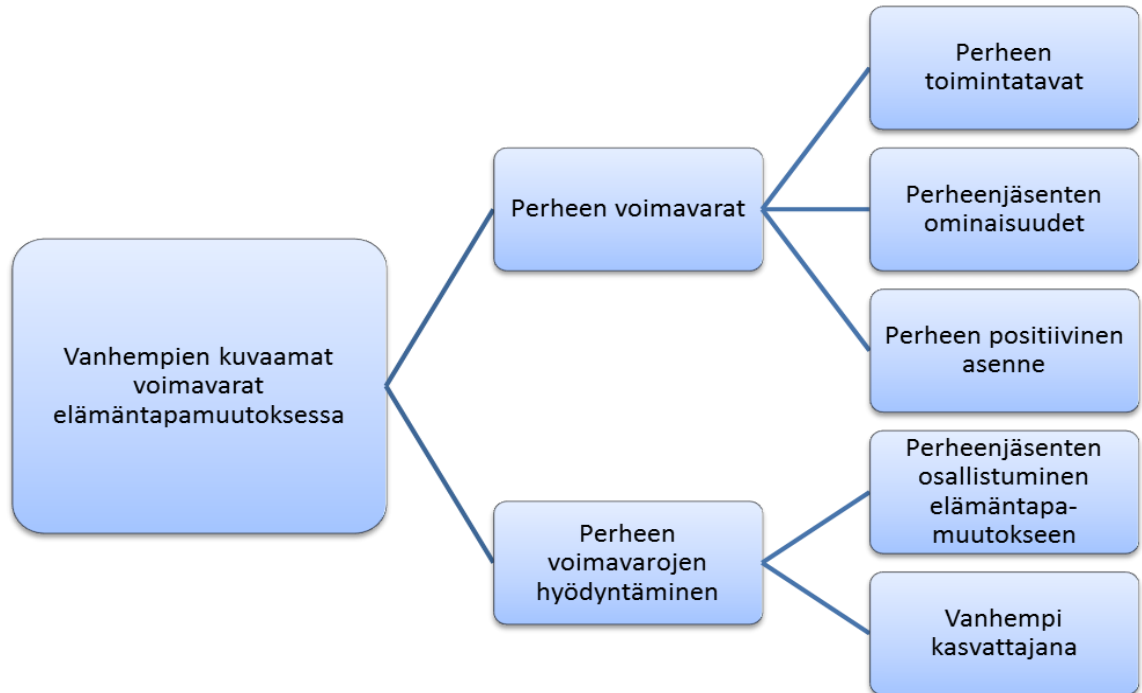 Vanhempien kuvaamat
voimavarat
elämäntapamuutoksessa
Perheen voimavarat
Perheen
toimintatavat
Perheenjäsenten
ominaisuudet
Perheen positiivinen
asenne
Perheen
voimavarojen
hyödyntäminen
Perheenjäsenten
osallistuminen
elämäntapa-
muutokseen
Vanhempi
kasvattajana